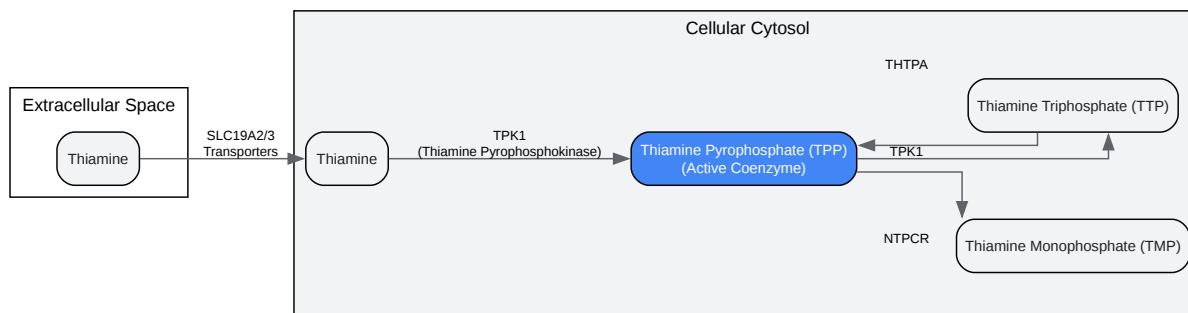 Cellular Cytosol
Extracellular Space
Thiamine
SLC19A2/3
Transporters
Thiamine
TPK1
(Thiamine Pyrophosphokinase)
Thiamine Pyrophosphate (TPP)
(Active Coenzyme)
THTPA
TPK1
NTPCR
Thiamine Triphosphate (TTP)
Thiamine Monophosphate (TMP)